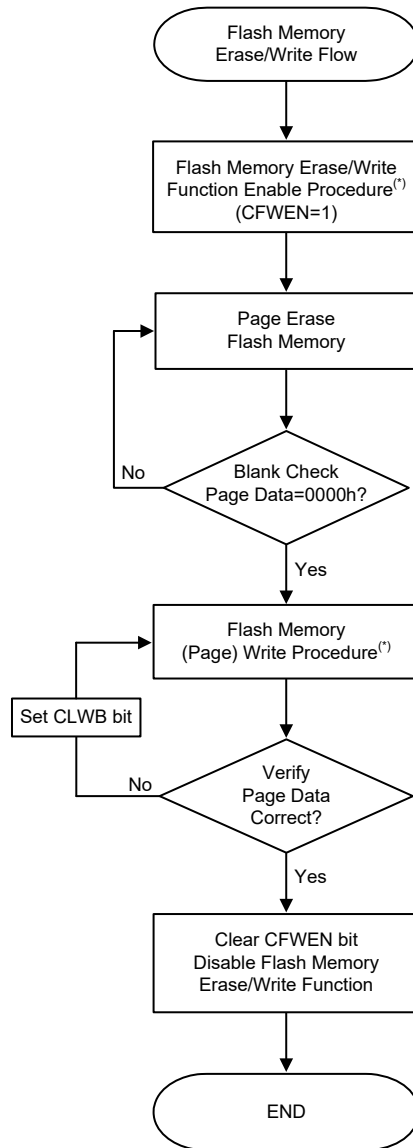 Flash Memory
Erase/Write Flow
Flash Memory Erase/Write
Function Enable Procedure(*)
(CFWEN=1)
Page Erase
Flash Memory
No
Blank Check
Page Data=0000h?
Yes
Flash Memory
(Page) Write Procedure(*)
Set CLWB bit
No
Verify
Page Data
Correct?
Yes
Clear CFWEN bit
Disable Flash Memory
Erase/Write Function
END